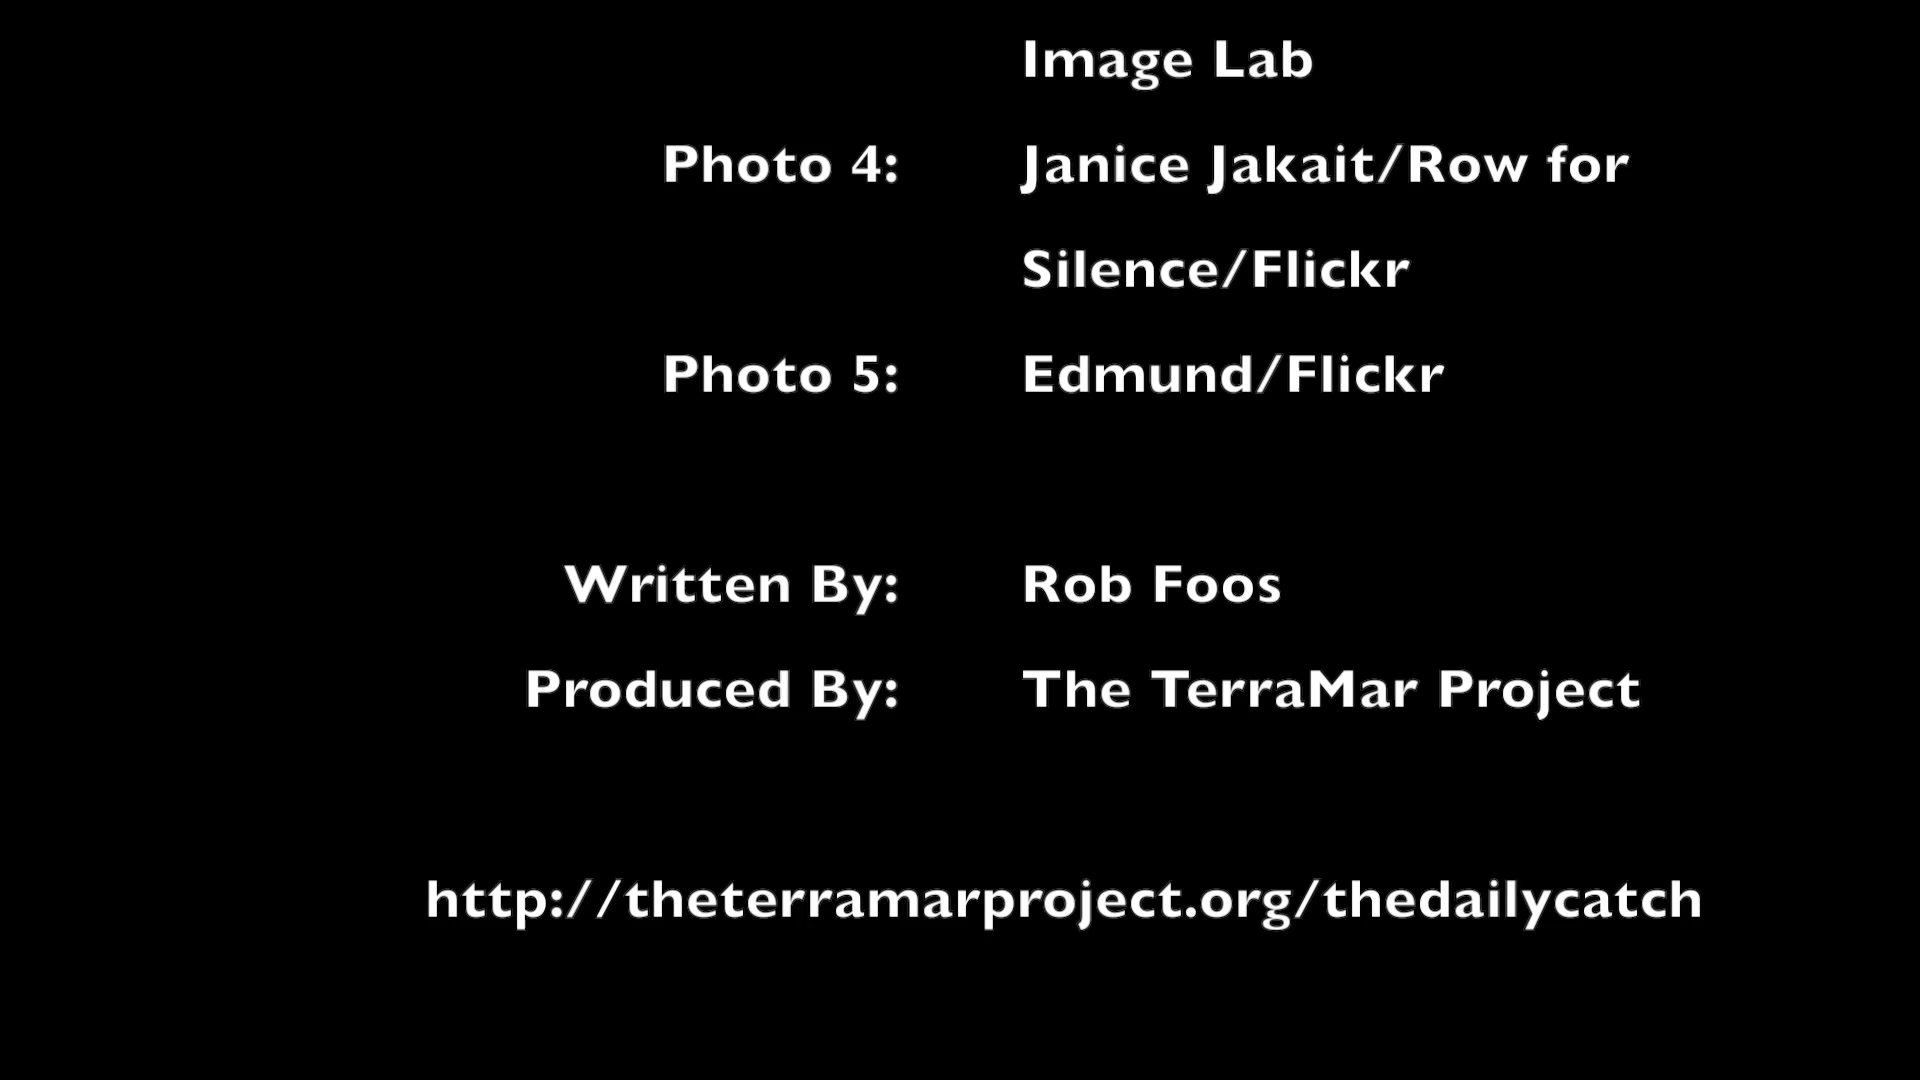 Image Lab
Photo 4: Janice Jakait/Row for
Silence/Flickr
Photo 5: Edmund/Flickr
Written By: Rob Foos
Produced By: The TerraMar Project
http://theterramarproject.org/thedailycatch